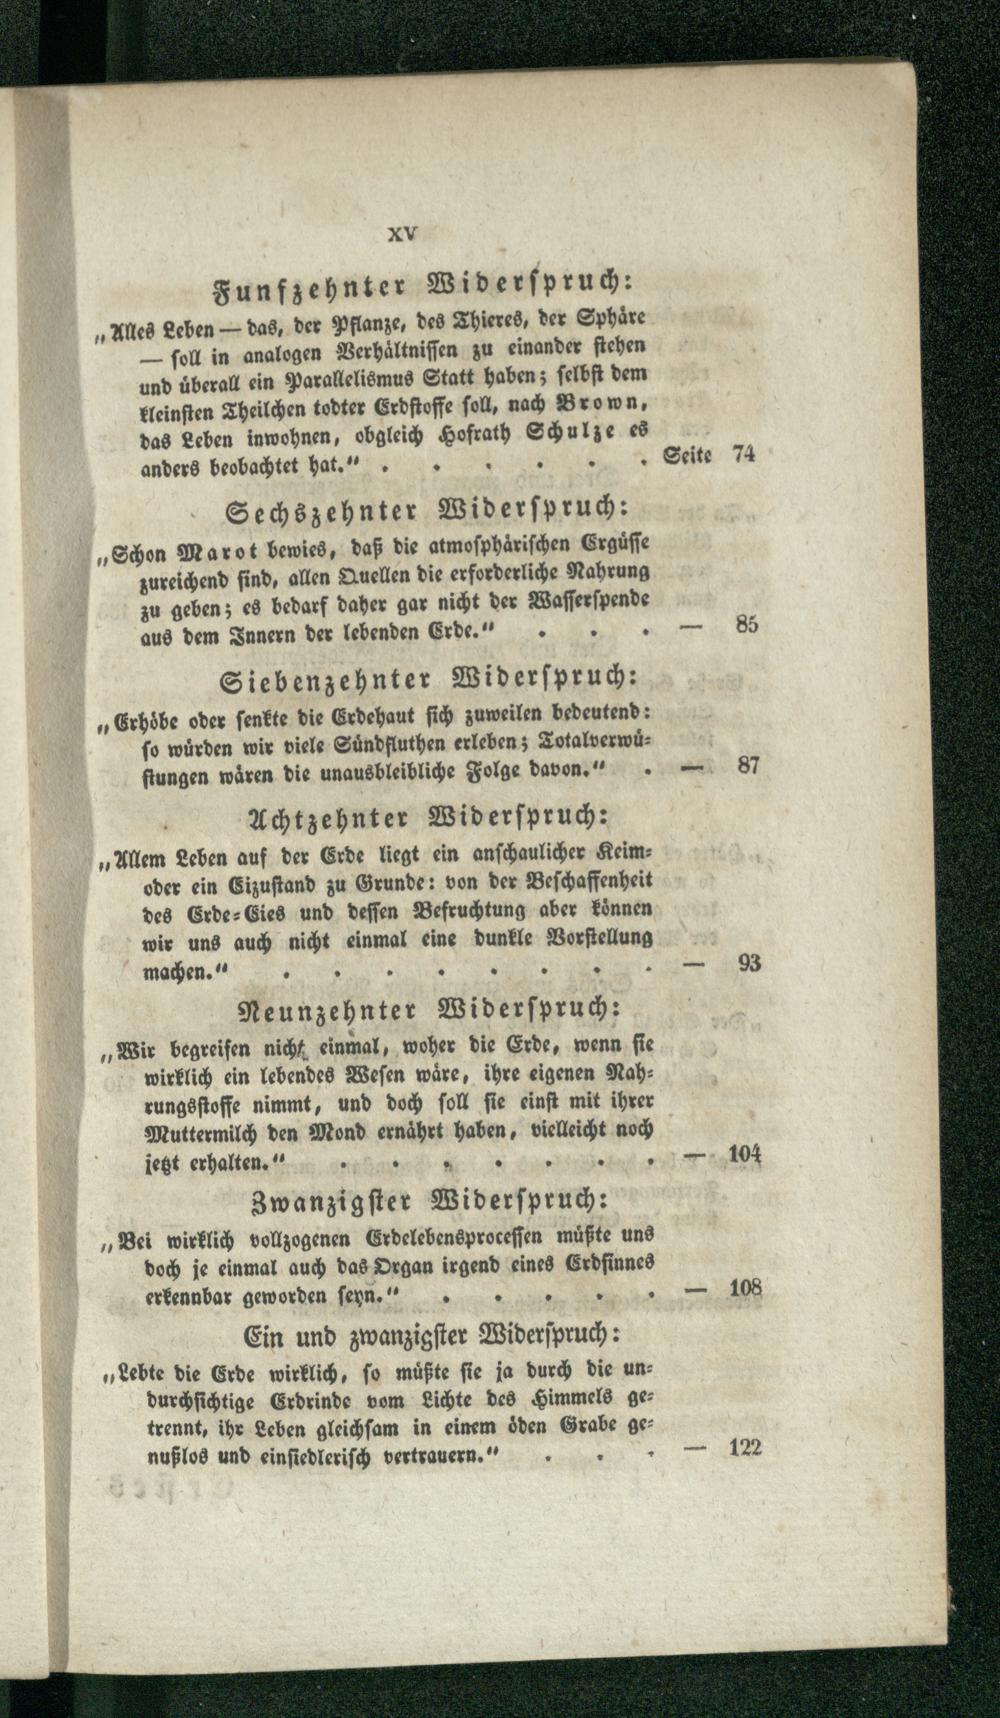 XV
Funfzehnter Widerspruch:
„Alles Leben — das, der Pflanze, des Thieres, der Sphäre
— soll in analogen Verhältnissen zu einander stehen
und überall ein Parallelismus Statt haben; selbst dem
kleinsten Theilchen todter Erdstoffe soll, nach Brown,
das Leben inwohnen, obgleich Hofrath Schulze es
anders beobachtet hat.“ . . . . . . Seite 74
Sechszehnter Widerspruch:
„Schon Marot bewies, daß die atmosphärischen Ergüsse
zureichend sind, allen Quellen die erforderliche Nahrung
zu geben; es bedarf daher gar nicht der Wasserspende
aus dem Innern der lebenden Erde.“ . . . — 85
Siebenzehnter Widerspruch:
„Erhöbe oder senkte die Erdehaut sich zuweilen bedeutend:
so würden wir viele Sündfluthen erleben; Totalverwü-
stungen wären die unausbleibliche Folge davon.“ . — 87
Achtzehnter Widerspruch:
„Allem Leben auf der Erde liegt ein anschaulicher Keim-
oder ein Eizustand zu Grunde: von der Beschaffenheit
des Erde-Eies und dessen Befruchtung aber können
wir uns auch nicht einmal eine dunkle Vorstellung
machen.“ . . . . . . . . — 93
Neunzehnter Widerspruch:
„Wir begreifen nicht einmal, woher die Erde, wenn sie
wirklich ein lebendes Wesen wäre, ihre eigenen Nah-
rungsstoffe nimmt, und doch soll sie einst mit ihrer
Muttermilch den Mond ernährt haben, vielleicht noch
jetzt erhalten.“ . . . . . . . — 104
Zwanzigster Widerspruch:
„Bei wirklich vollzogenen Erdelebensprocessen müßte uns
doch je einmal auch das Organ irgend eines Erdsinnes
erkennbar geworden seyn.“ . . . . . — 108
Ein und zwanzigster Widerspruch:
„Lebte die Erde wirklich, so müßte sie ja durch die un-
durchsichtige Erdrinde vom Lichte des Himmels ge-
trennt, ihr Leben gleichsam in einem öden Grabe ge-
nußlos und einsiedlerisch vertrauern.“ . . . — 122